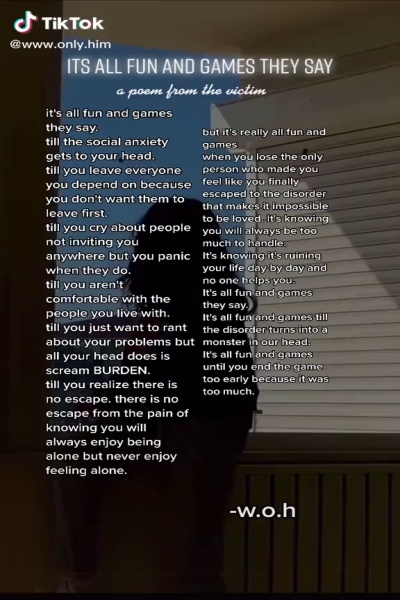 TikTok
@www.only.him
ITS ALL FUN AND GAMES THEY SAY
a poem from the victim
it's all fun and games
they say.
till the social anxiety
gets to your head.
till you leave everyone
you depend on because
you don't want them to
leave first.
till you cry about people
not inviting you
anywhere but you panic
when they do.
till you aren't
comfortable with the
people you live with.
till you just want to rant
about your problems but
all your head does is
scream BURDEN.
till you realize there is
no escape. there is no
escape from the pain of
knowing you will
always enjoy being
alone but never enjoy
feeling alone.
but it's really all fun and
games
when you lose the only
person who made you
feel like you finally
escaped to the disorder
that makes it impossible
to be loved. It's knowing
you will always be too
much to handle.
It's knowing it's ruining
your life day by day and
no one helps you.
It's all fun and games
they say.
It's all fun and games till
the disorder turns into a
monster in our head.
It's all fun and games
until you end the game
too early because it was
too much.
-w.o.h